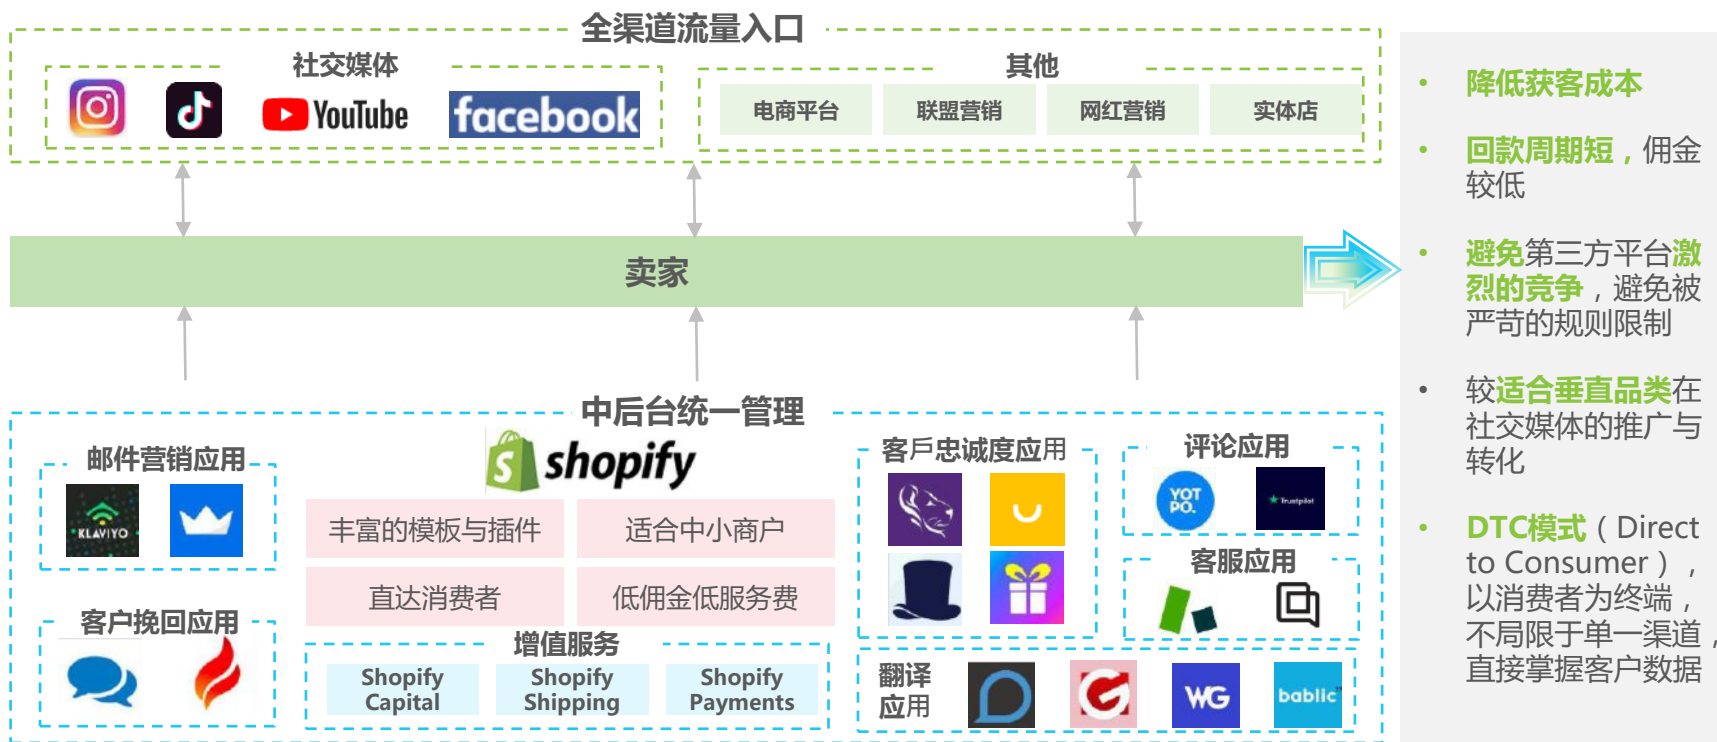 全渠道流量入口
社交媒体
YouTube
facebook
其他
电商平台
联盟营销
网红营销
实体店
卖家
中后台统一管理
邮件营销应用
KLAVIYO
客户挽回应用
shopify
丰富的模板与插件
适合中小商户
直达消费者
低佣金低服务费
增值服务
Shopify
Capital
Shopify
Shipping
Shopify
Payments
客戶忠诚度应用
评论应用
YOT
PO.
Trustpilot
客服应用
翻译
应用
G
WG
bablic
• 降低获客成本
• 回款周期短，佣金
较低
• 避免第三方平台激
烈的竞争，避免被
严苛的规则限制
• 较适合垂直品类在
社交媒体的推广与
转化
• DTC模式（Direct
to Consumer），
以消费者为终端，
不局限于单一渠道，
直接掌握客户数据